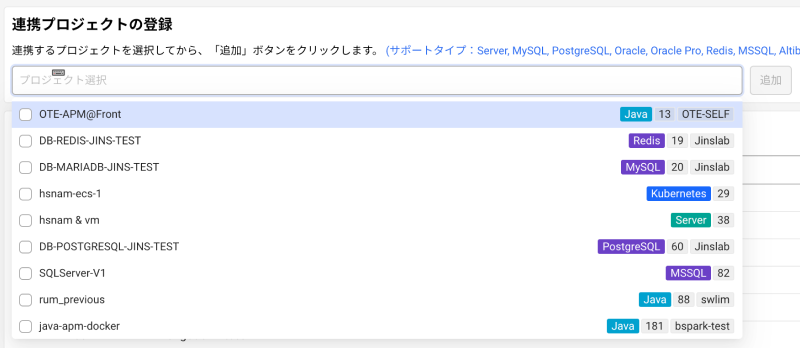 連携プロジェクトの登録
連携するプロジェクトを選択してから、「追加」ボタンをクリックします。 (サポートタイプ：Server, MySQL, PostgreSQL, Oracle, Oracle Pro, Redis, MSSQL, Altib
プロジェクト選択 追加
OTE-APM@Front Java 13 OTE-SELF
DB-REDIS-JINS-TEST Redis 19 Jinslab
DB-MARIADB-JINS-TEST MySQL 20 Jinslab
hsnam-ecs-1 Kubernetes 29
hsnam & vm Server 38
DB-POSTGRESQL-JINS-TEST PostgreSQL 60 Jinslab
SQLServer-V1 MSSQL 82
rum_previous Java 88 swlim
java-apm-docker Java 181 bspark-test